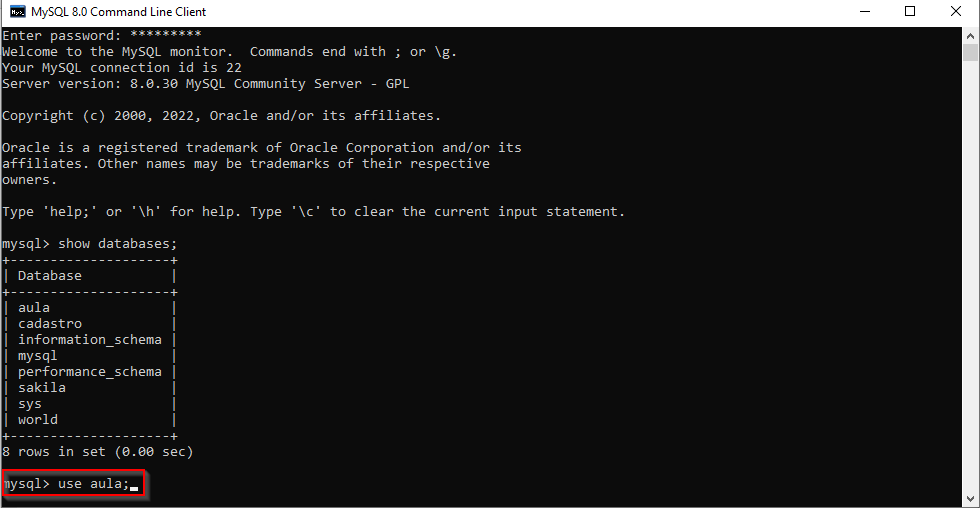 MySQL 8.0 Command Line Client
Enter password: *********
Welcome to the MySQL monitor.  Commands end with ; or \g.
Your MySQL connection id is 22
Server version: 8.0.30 MySQL Community Server - GPL
Copyright (c) 2000, 2022, Oracle and/or its affiliates.
Oracle is a registered trademark of Oracle Corporation and/or its
affiliates. Other names may be trademarks of their respective
owners.
Type 'help;' or '\h' for help. Type '\c' to clear the current input statement.
mysql> show databases;
+--------------------+
| Database           |
+--------------------+
| aula               |
| cadastro           |
| information_schema |
| mysql              |
| performance_schema |
| sakila             |
| sys                |
| world              |
+--------------------+
8 rows in set (0.00 sec)
mysql> use aula;